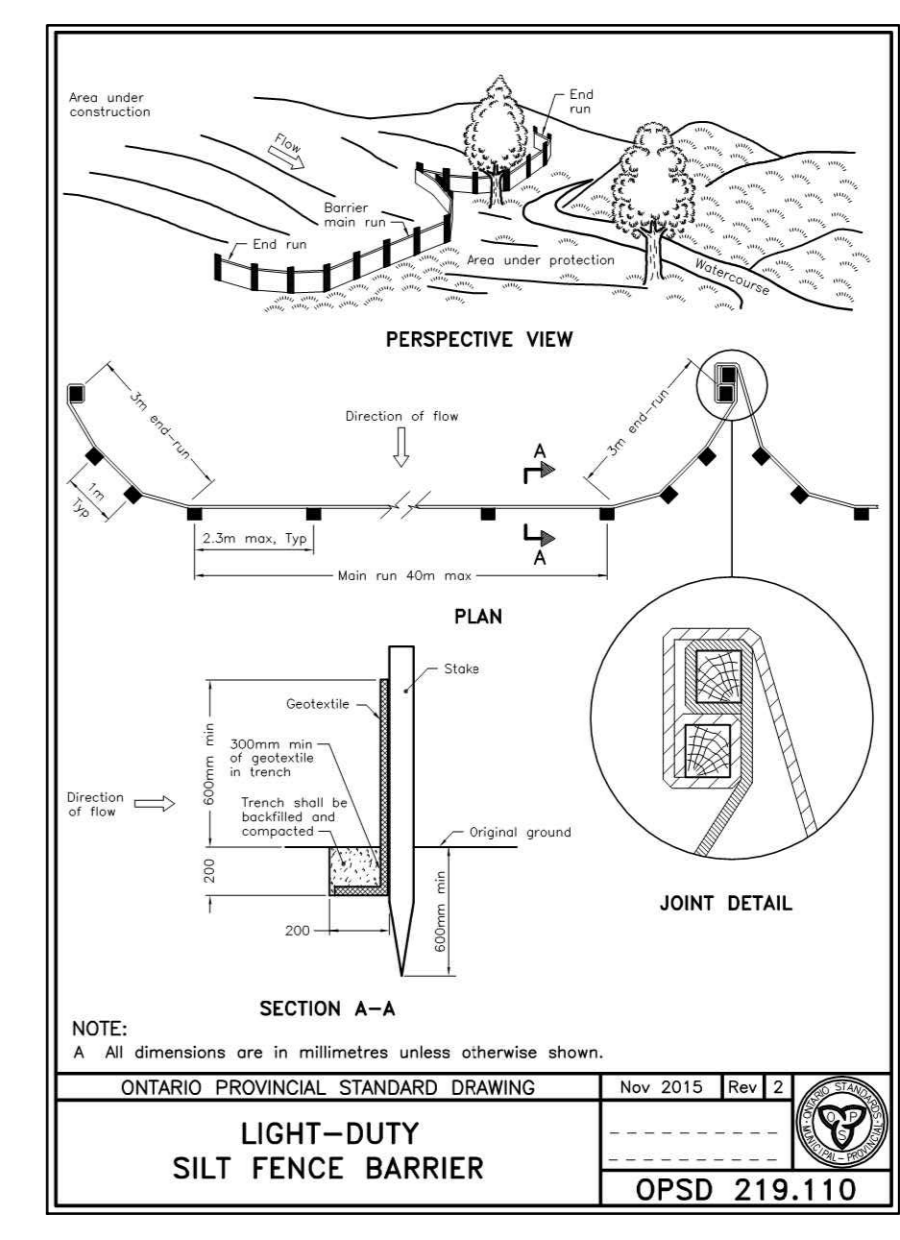 Area under
construction
Flow
End
run
Barrier
main run
End run
Area under protection
Watercourse
PERSPECTIVE VIEW
3m end-run
Direction of flow
3m end-run
A
1m
Typ
2.3m max, Typ
A
Main run 40m max
PLAN
Stake
Geotextile
600mm min
300mm min
of geotextile
in trench
Direction
of flow
Trench shall be
backfilled and
compacted
Original ground
200
600mm min
200
JOINT DETAIL
SECTION A-A
NOTE:
A All dimensions are in millimetres unless otherwise shown.
ONTARIO PROVINCIAL STANDARD DRAWING
Nov 2015 Rev 2
LIGHT-DUTY
SILT FENCE BARRIER
ONTARIO STANDARDS
MUNICIPAL - PROVINCIAL
O P S
OPSD 219.110